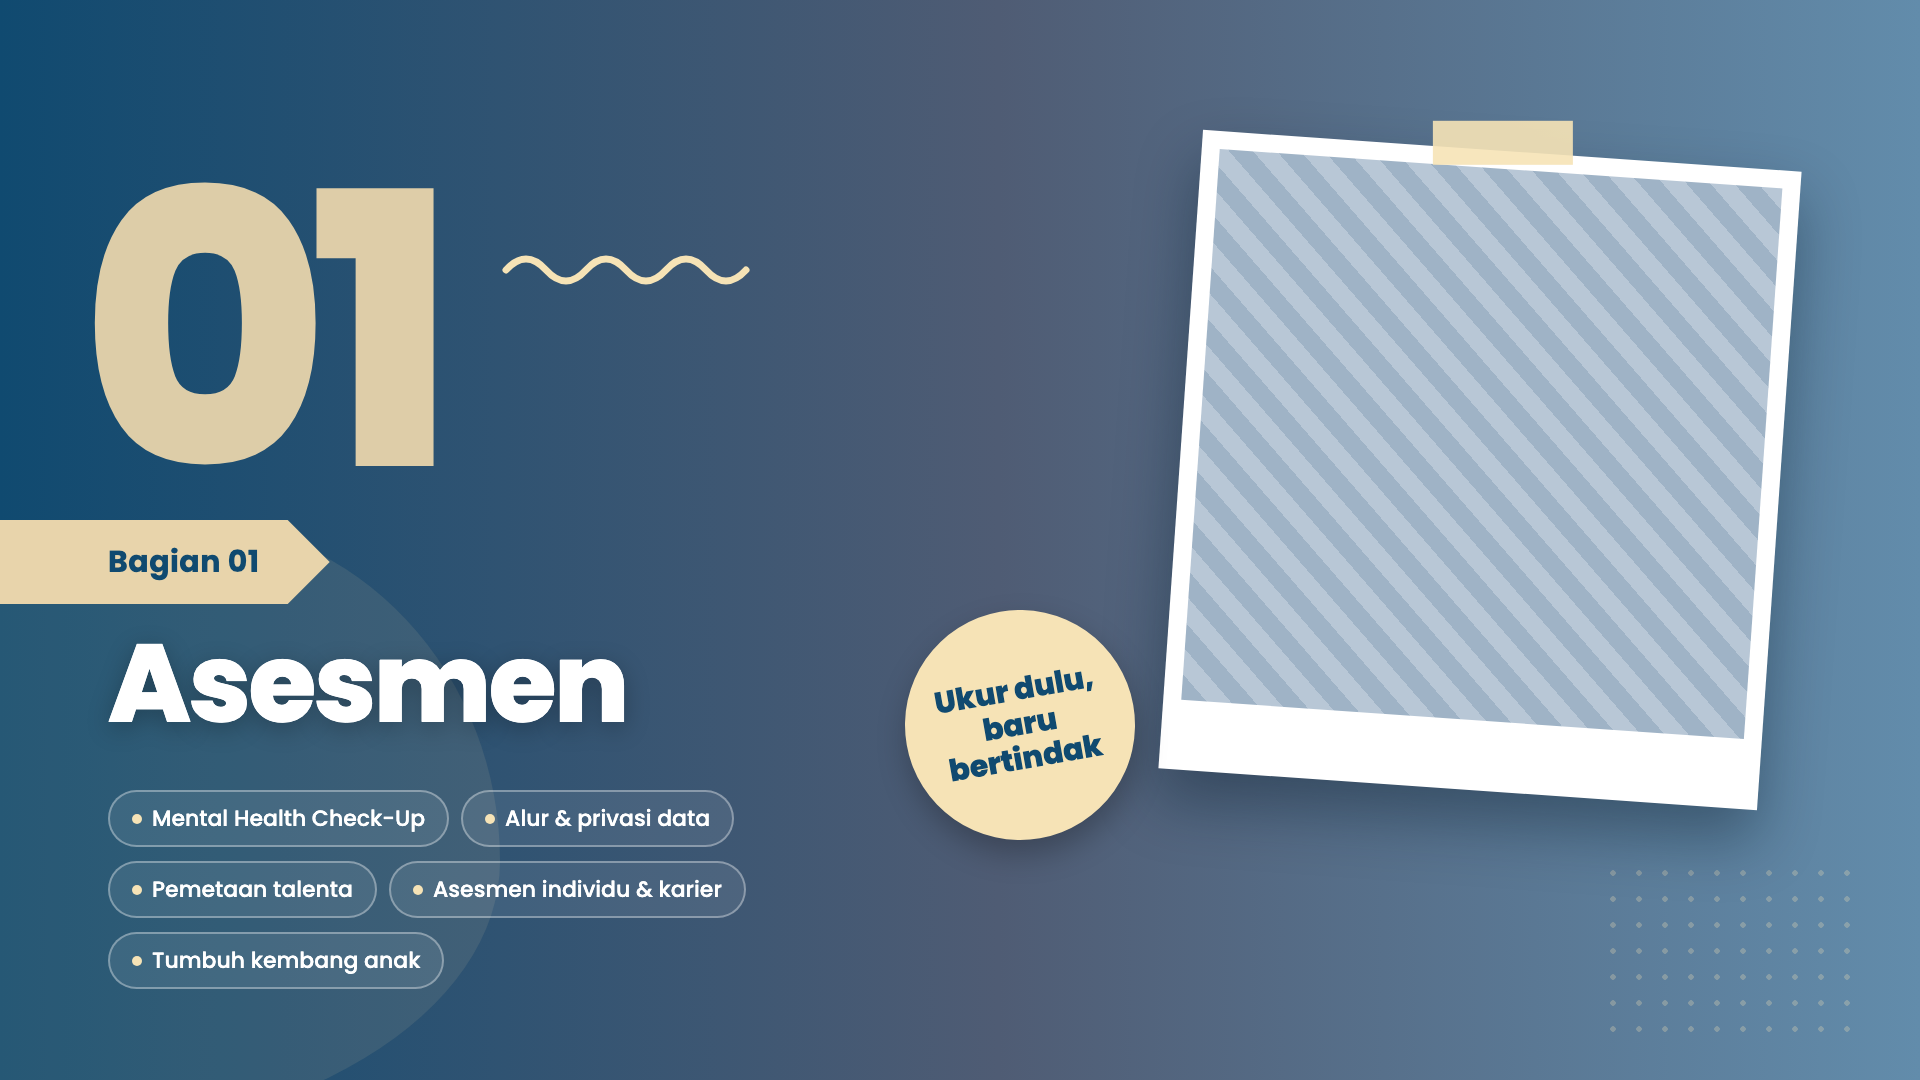 01
Bagian 01
Asesmen
Ukur dulu,
baru
bertindak
Mental Health Check-Up
Alur & privasi data
Pemetaan talenta
Asesmen individu & karier
Tumbuh kembang anak